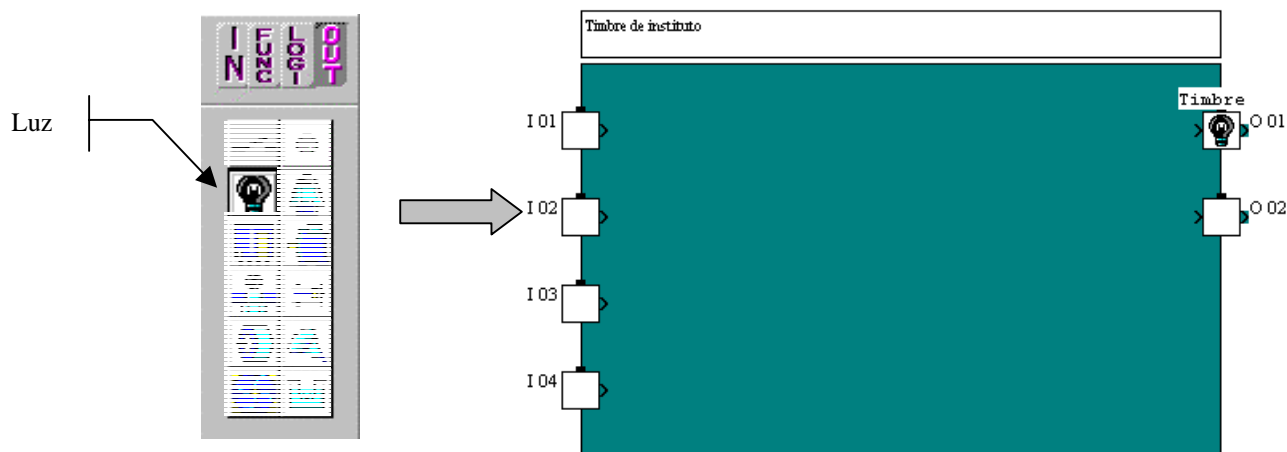 IN FUNC LOGI OUT
Luz
Timbre de instituto
Timbre
I 01
O 01
I 02
O 02
I 03
I 04